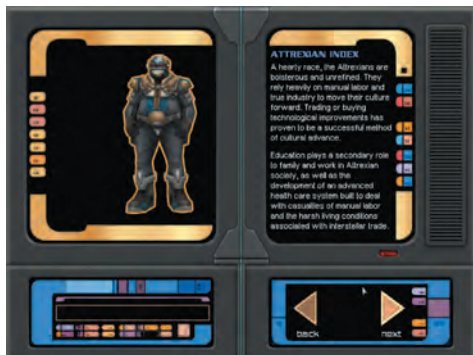 ATTREXIAN INDEX
A hearty race, the Attrexians are
boisterous and unrefined. They
rely heavily on manual labor and
true industry to move their culture
forward. Trading or buying
technological improvements has
proven to be a successful method
of cultural advance.
Education plays a secondary role
to family and work in Attrexian
society, as well as the
development of an advanced
health care system built to deal
with casualties of manual labor
and the harsh living conditions
associated with interstellar trade.
back
next